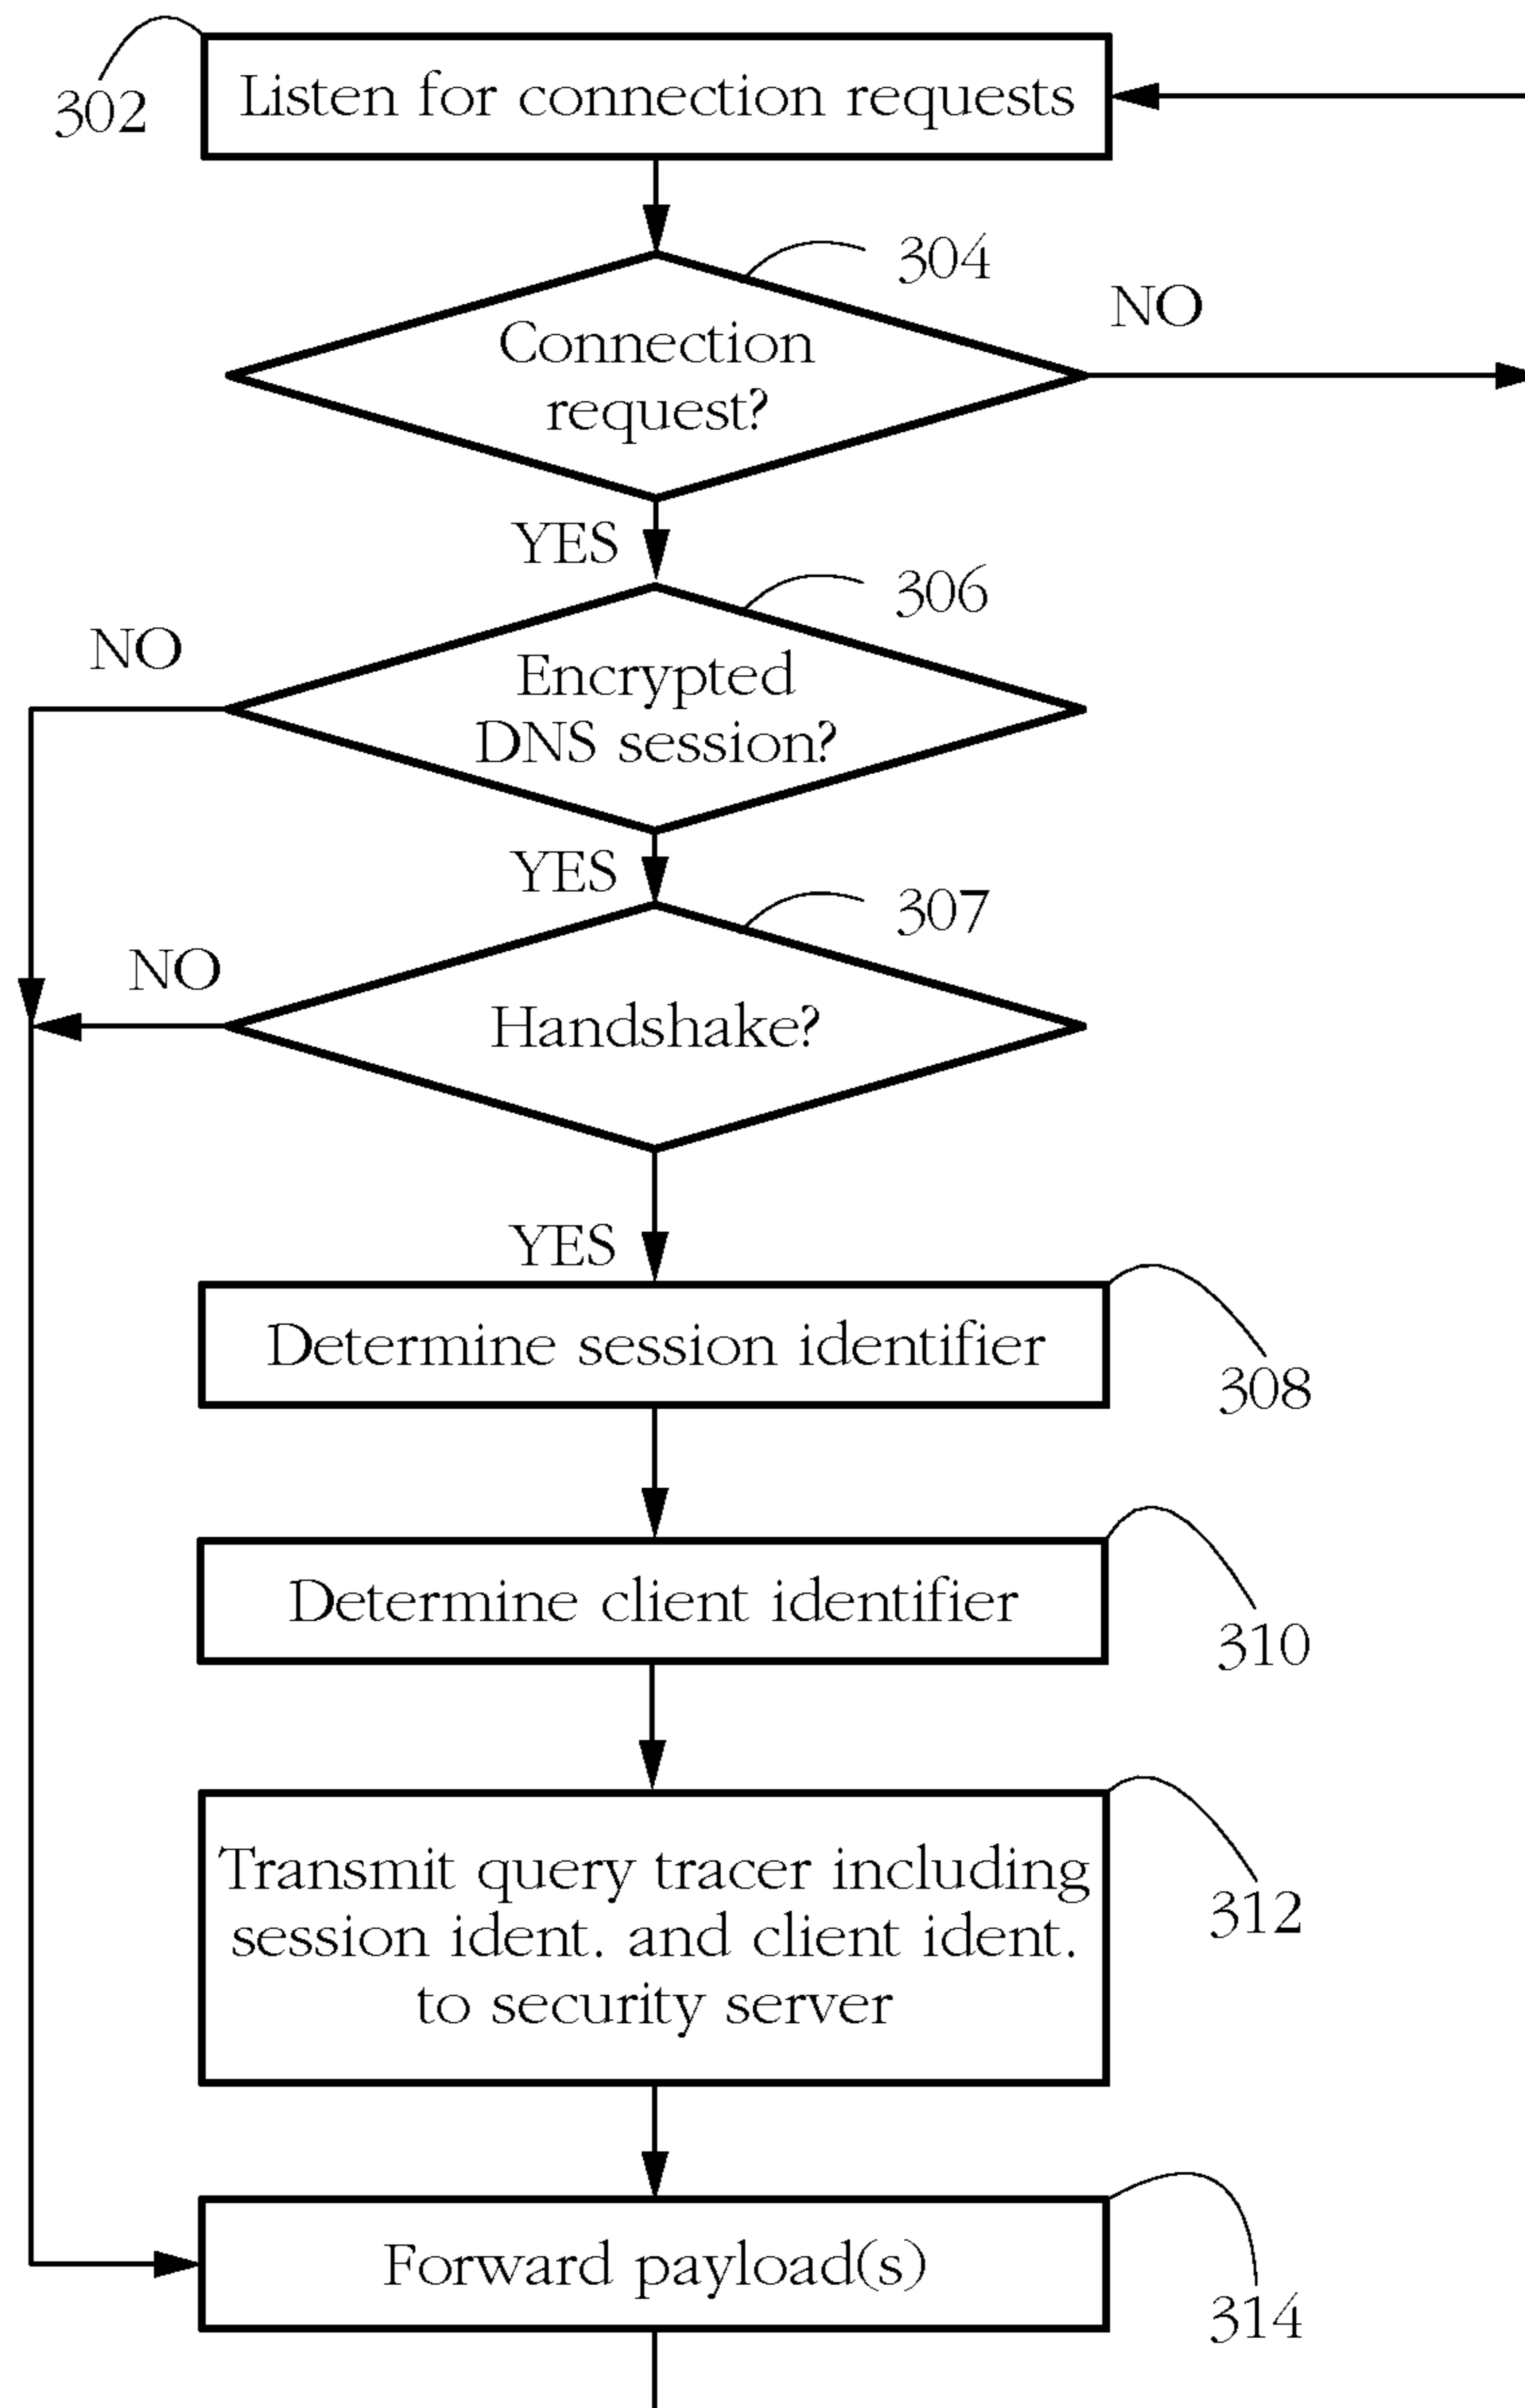 302
Listen for connection requests
304
NO
Connection
request?
YES
306
NO
Encrypted
DNS session?
YES
307
NO
Handshake?
YES
Determine session identifier
308
Determine client identifier
310
Transmit query tracer including
session ident. and client ident.
to security server
312
Forward payload(s)
314